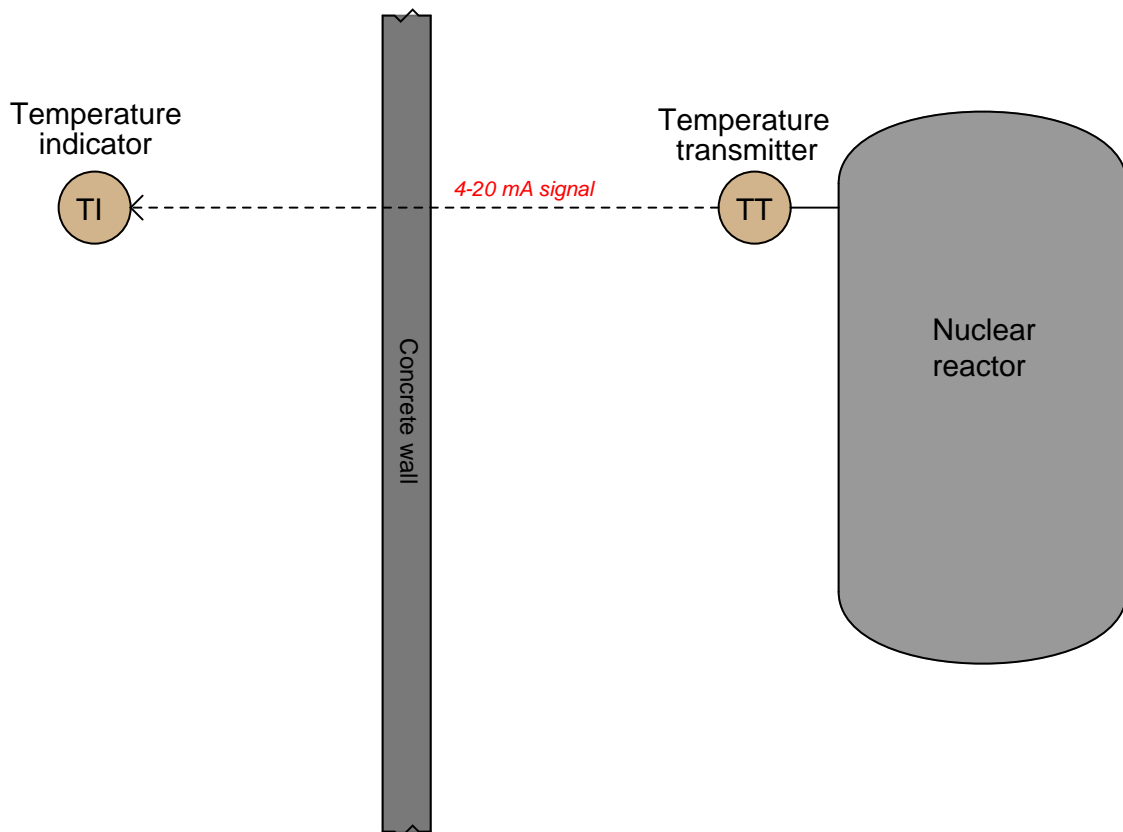 Temperature
indicator
TI
4-20 mA signal
Temperature
transmitter
TT
Concrete wall
Nuclear
reactor